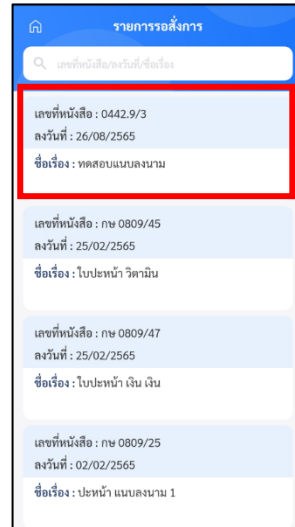 รายการรอสั่งการ
เลขที่หนังสือ/ลงวันที่/ชื่อเรื่อง
เลขที่หนังสือ : 0442.9/3
ลงวันที่ : 26/08/2565
ชื่อเรื่อง : ทดสอบแนบลงนาม
เลขที่หนังสือ : กษ 0809/45
ลงวันที่ : 25/02/2565
ชื่อเรื่อง : ใบปะหน้า วิตามิน
เลขที่หนังสือ : กษ 0809/47
ลงวันที่ : 25/02/2565
ชื่อเรื่อง : ใบปะหน้า เงิน เงิน
เลขที่หนังสือ : กษ 0809/25
ลงวันที่ : 02/02/2565
ชื่อเรื่อง : ปะหน้า แนบลงนาม 1